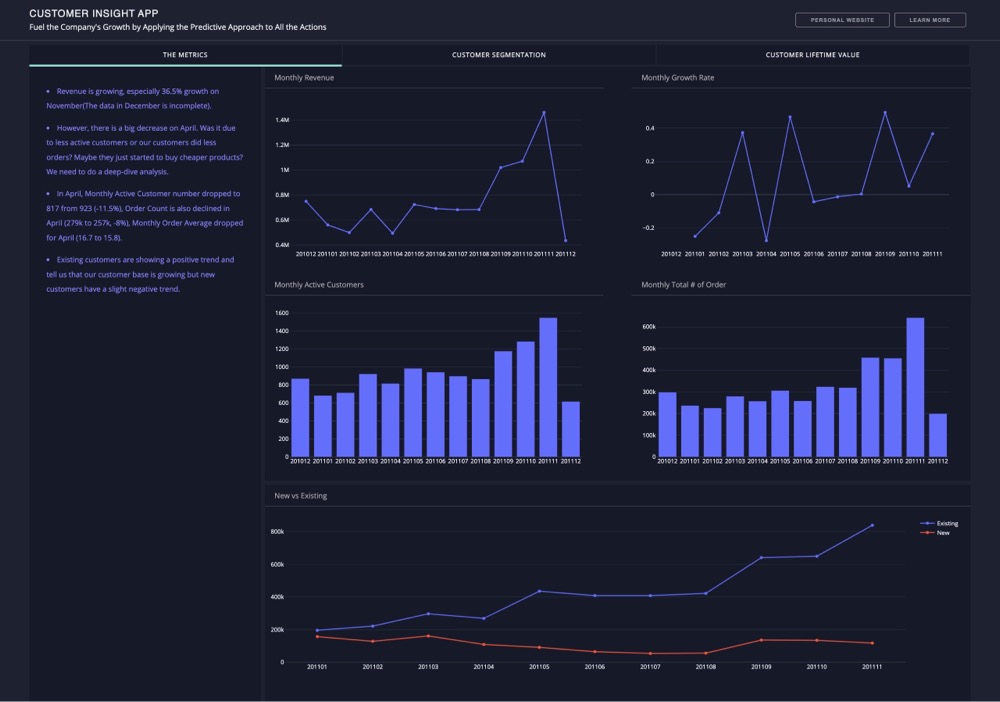 CUSTOMER INSIGHT APP
Fuel the Company's Growth by Applying the Predictive Approach to All the Actions
PERSONAL WEBSITE
LEARN MORE
THE METRICS
CUSTOMER SEGMENTATION
CUSTOMER LIFETIME VALUE
• Revenue is growing, especially 36.5% growth on
November(The data in December is incomplete).
• However, there is a big decrease on April. Was it due
to less active customers or our customers did less
orders? Maybe they just started to buy cheaper products?
We need to do a deep-dive analysis.
• In April, Monthly Active Customer number dropped to
817 from 923 (-11.5%), Order Count is also declined in
April (279k to 257k, -8%), Monthly Order Average dropped
for April (16.7 to 15.8).
• Existing customers are showing a positive trend and
tell us that our customer base is growing but new
customers have a slight negative trend.
Monthly Revenue
1.4M
1.2M
1M
0.8M
0.6M
0.4M
201012 201101 201102 201103 201104 201105 201106 201107 201108 201109 201110 201111 201112
Monthly Growth Rate
0.4
0.2
0
−0.2
201012 201101 201102 201103 201104 201105 201106 201107 201108 201109 201110 201111
Monthly Active Customers
1600
1400
1200
1000
800
600
400
200
0
201012 201101 201102 201103 201104 201105 201106 201107 201108 201109 201110 201111 201112
Monthly Total # of Order
600k
500k
400k
300k
200k
100k
0
201012 201101 201102 201103 201104 201105 201106 201107 201108 201109 201110 201111 201112
New vs Existing
800k
600k
400k
200k
0
201101 201102 201103 201104 201105 201106 201107 201108 201109 201110 201111
Existing
New